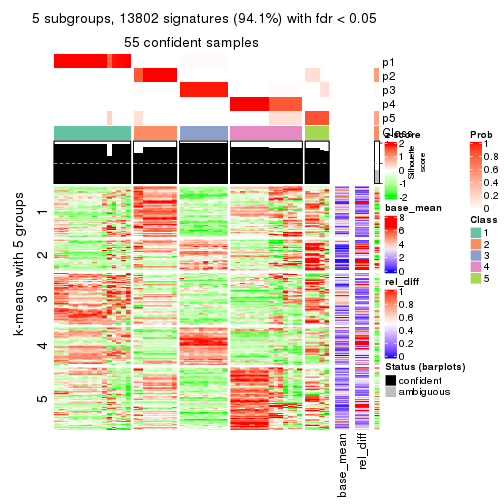 5 subgroups, 13802 signatures (94.1%) with fdr < 0.05
55 confident samples
p1
p2
p3
p4
p5
Class
z-score
2
1
0
-1
-2
Silhouette
score
Prob
1
0.8
0.6
0.4
0.2
0
base_mean
8
6
4
2
0
Class
1
2
3
4
5
rel_diff
1
0.8
0.6
0.4
0.2
0
Status (barplots)
confident
ambiguous
k-means with 5 groups
1
2
3
4
5
base_mean
rel_diff